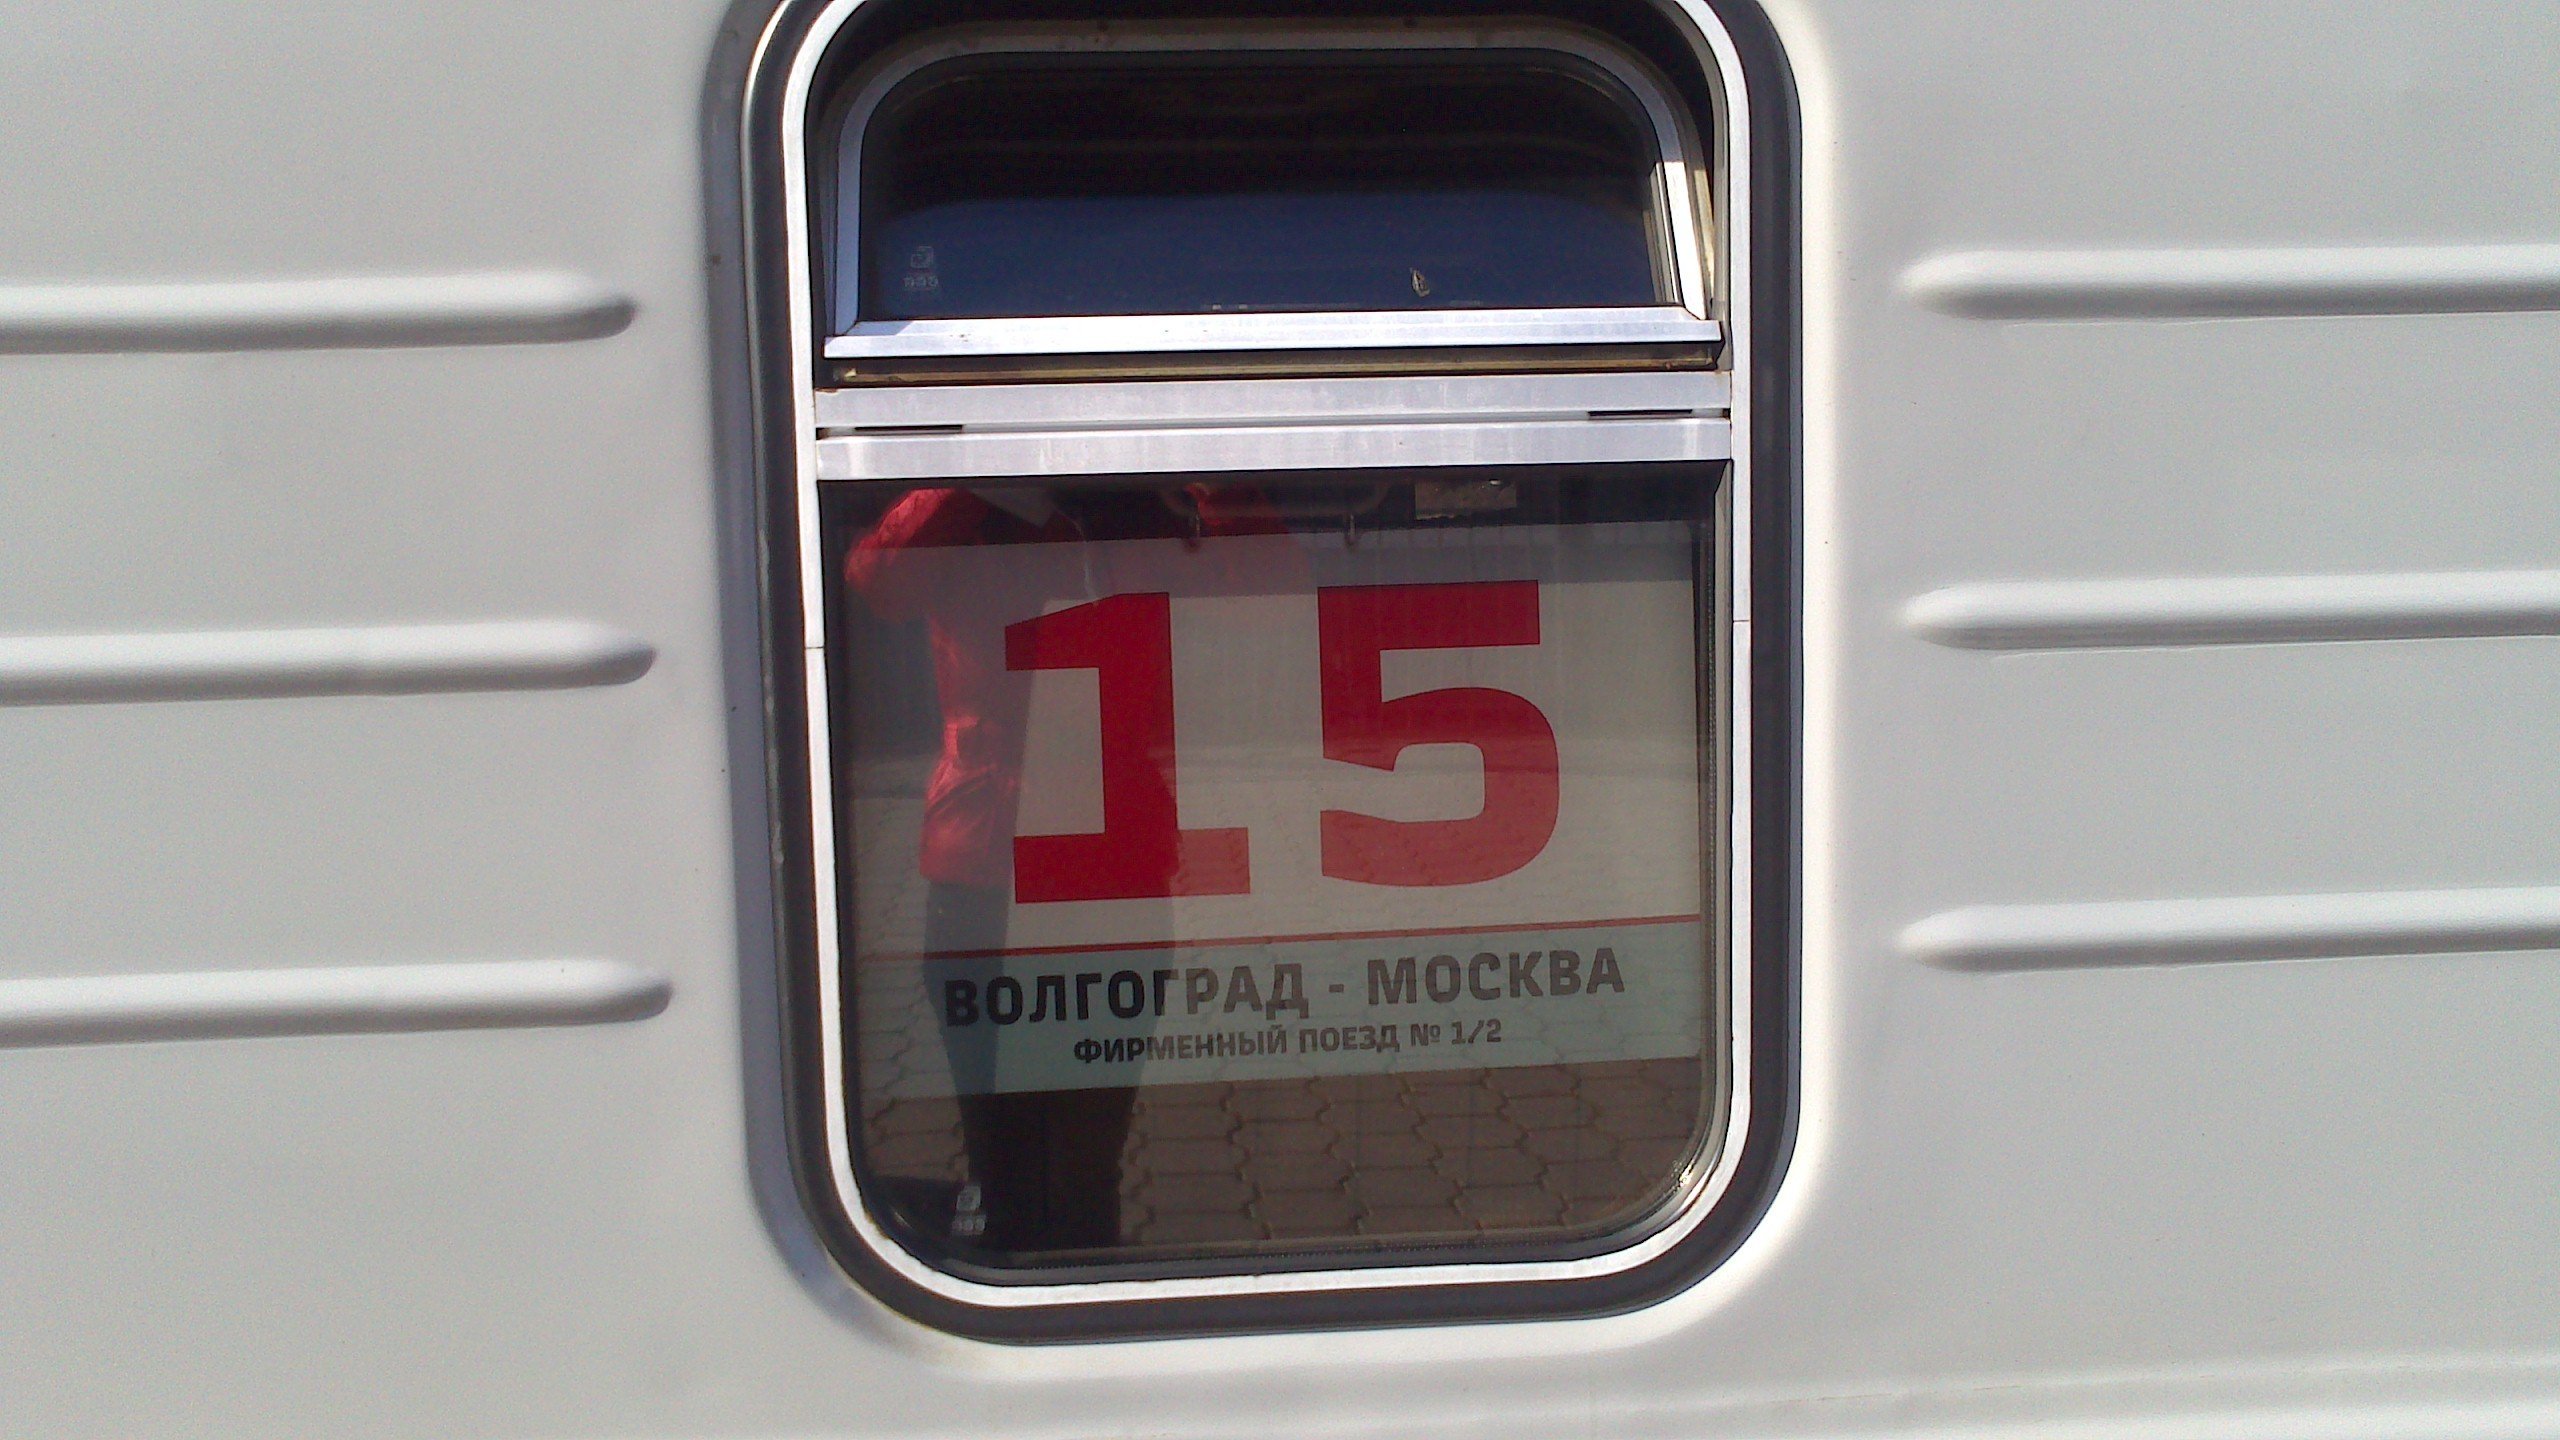 15
ВОЛГОГРАД - МОСКВА
ФИРМЕННЫЙ ПОЕЗД № 1/2